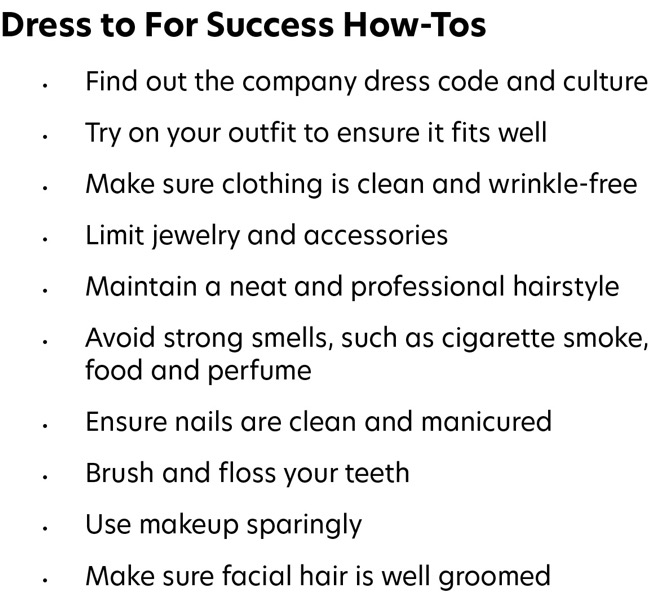 Dress to For Success How-Tos
· Find out the company dress code and culture
· Try on your outfit to ensure it fits well
· Make sure clothing is clean and wrinkle-free
· Limit jewelry and accessories
· Maintain a neat and professional hairstyle
· Avoid strong smells, such as cigarette smoke,
food and perfume
· Ensure nails are clean and manicured
· Brush and floss your teeth
· Use makeup sparingly
· Make sure facial hair is well groomed